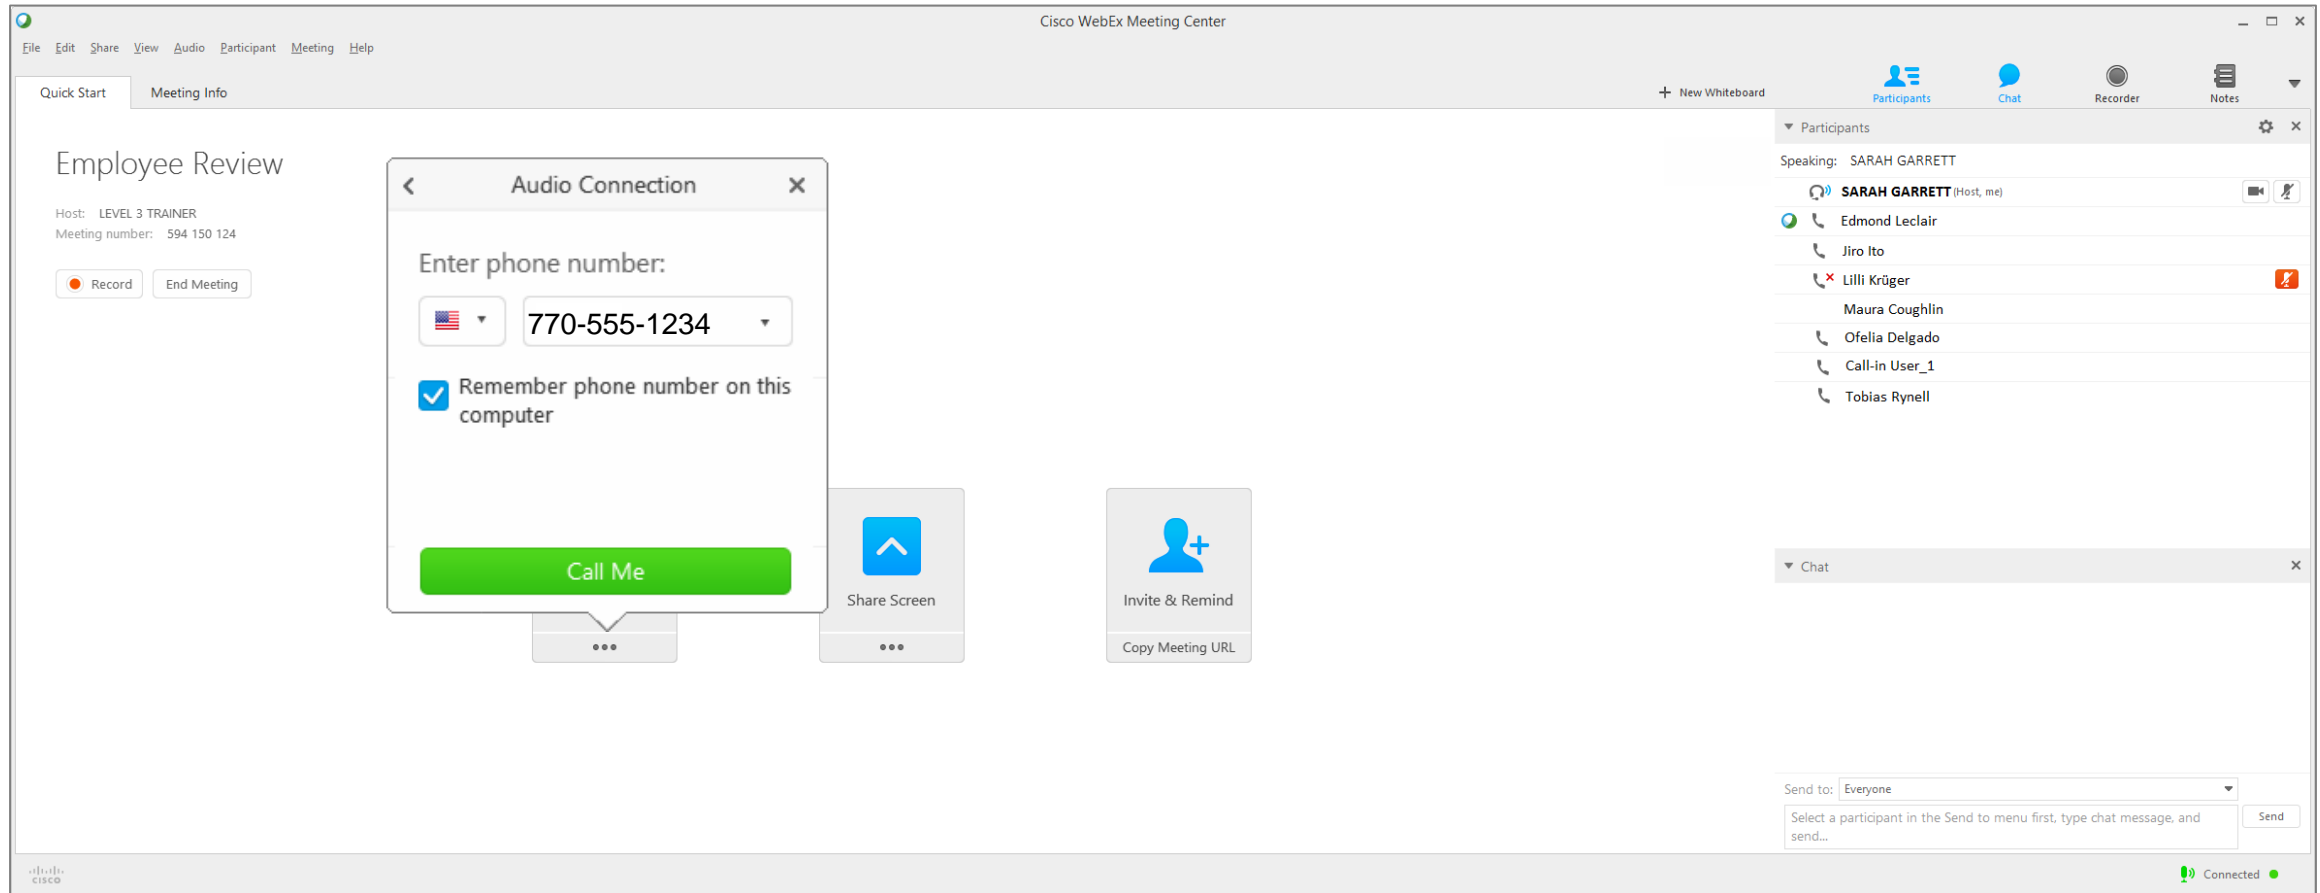 Cisco WebEx Meeting Center
File Edit Share View Audio Participant Meeting Help
Quick Start Meeting Info
+ New Whiteboard
Participants Chat Recorder Notes
Employee Review
Host: LEVEL 3 TRAINER
Meeting number: 594 150 124
Record End Meeting
Audio Connection
Enter phone number:
770-555-1234
Remember phone number on this
computer
Call Me
Share Screen
Invite & Remind
Copy Meeting URL
Participants
Speaking: SARAH GARRETT
SARAH GARRETT (Host, me)
Edmond Leclair
Jiro Ito
Lilli Krüger
Maura Coughlin
Ofelia Delgado
Call-in User_1
Tobias Rynell
Chat
Send to: Everyone
Select a participant in the Send to menu first, type chat message, and
send...
Send
CISCO
Connected